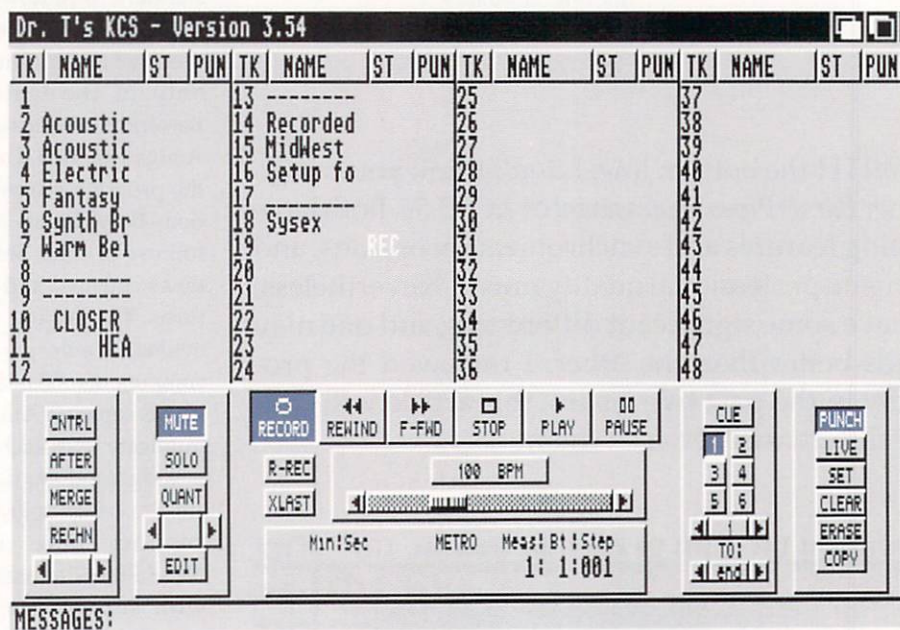 Dr. T's KCS - Version 3.54
TK NAME ST PUN TK NAME ST PUN TK NAME ST PUN TK NAME ST PUN
1 13 --------- 25 37
2 Acoustic 14 Recorded 26 38
3 Acoustic 15 MidWest 27 39
4 Electric 16 Setup fo 28 40
5 Fantasy 17 29 41
6 Synth Br 18 Sysex 30 42
7 Warm Bel 19 REC 31 43
8 --------- 20 32 44
9 --------- 21 33 45
10 CLOSER 22 34 46
11 HEA 23 35 47
12 --------- 24 36 48
CNTRL MUTE RECORD REWIND F-FWD STOP PLAY PAUSE CUE PUNCH
1 2 LIVE
AFTER SOLO R-REC 100 BPM 3 4 SET
MERGE QUANT XLAST 5 6 CLEAR
RECHN 1 ERASE
EDIT Min:Sec METRO Meas: Bt:Step TO: COPY
1: 1:001 end
MESSAGES: